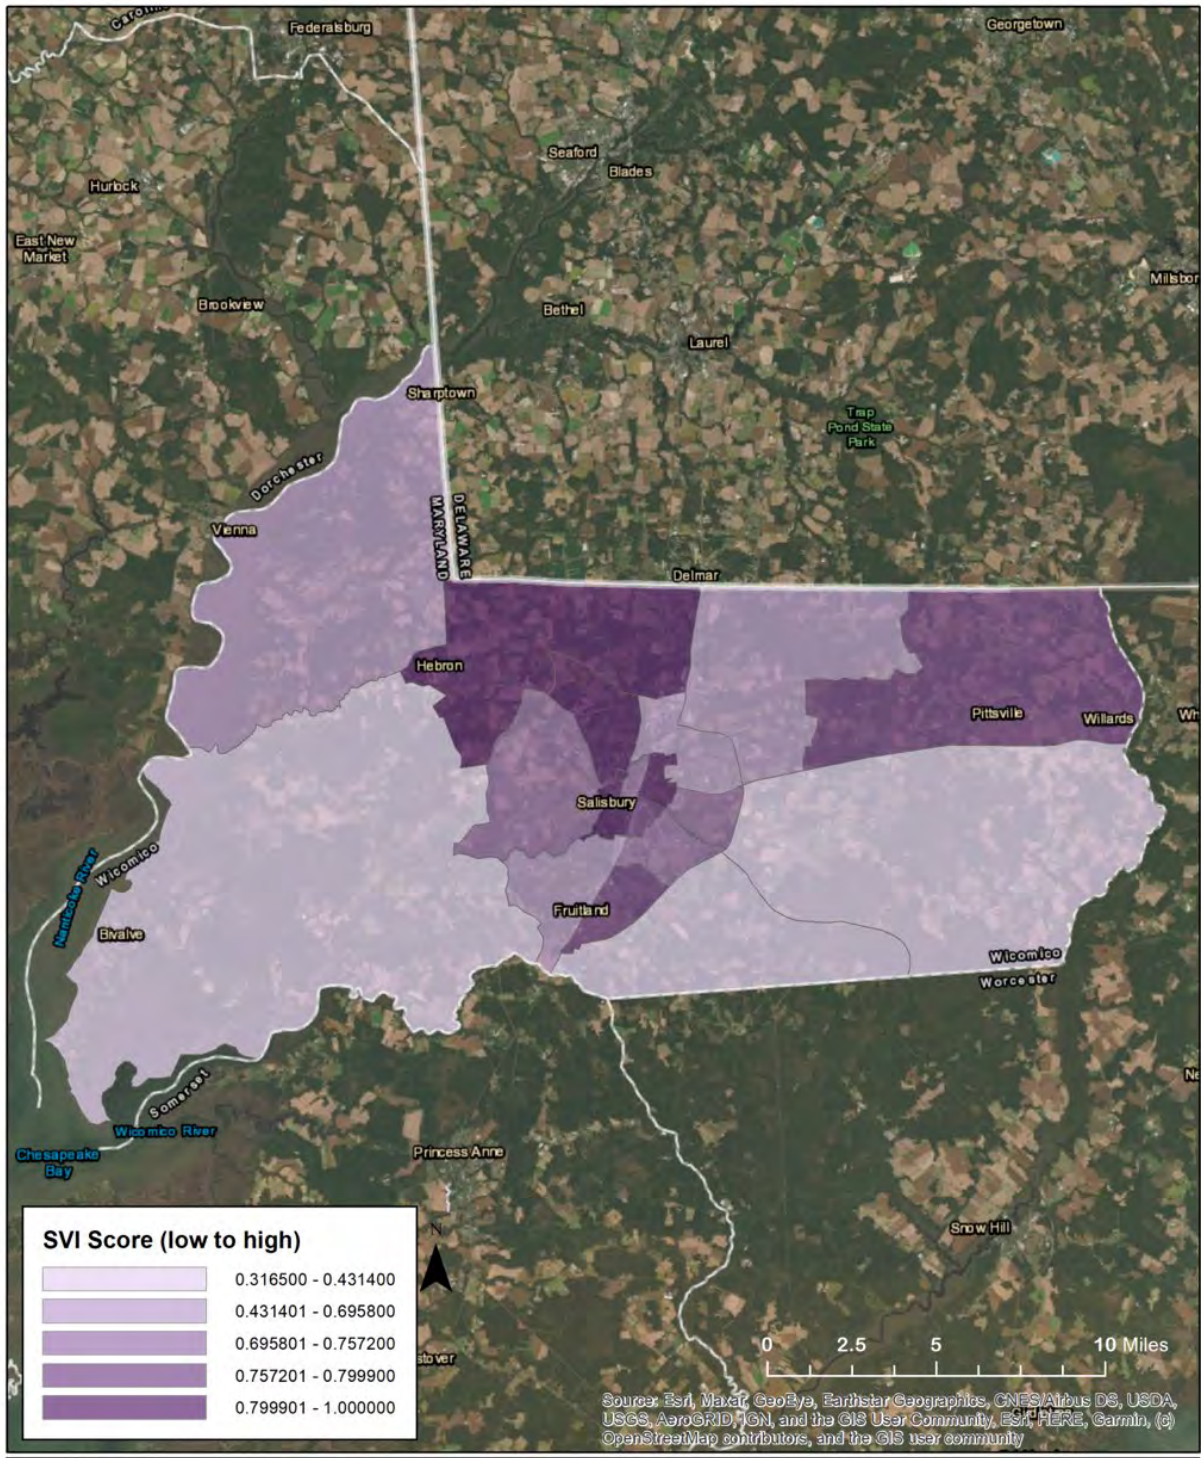 Federalsburg
Georgetown
Seaford
Blades
Hurlock
East New
Market
Brookview
Bethel
Millsbor
Laurel
Sharptown
Trap
Pond State
Park
Dorchester
Vienna
MARYLAND
DELAWARE
Delmar
Hebron
Pittsville
Willards
Wh
Salisbury
Nanticoke River
Wicomico
Fruitland
Bivalve
Wicomico
Worcester
Ne
Somerset
Wicomico River
Chesapeake
Bay
Princess Anne
N
Snow Hill
SVI Score (low to high)
0.316500 - 0.431400
0.431401 - 0.695800
0.695801 - 0.757200
0.757201 - 0.799900
0.799901 - 1.000000
stover
0 2.5 5 10 Miles
Source: Esri, Maxar, GeoEye, Earthstar Geographics, CNES/Airbus DS, USDA,
USGS, AeroGRID, IGN, and the GIS User Community, Esri, HERE, Garmin, (c)
OpenStreetMap contributors, and the GIS user community